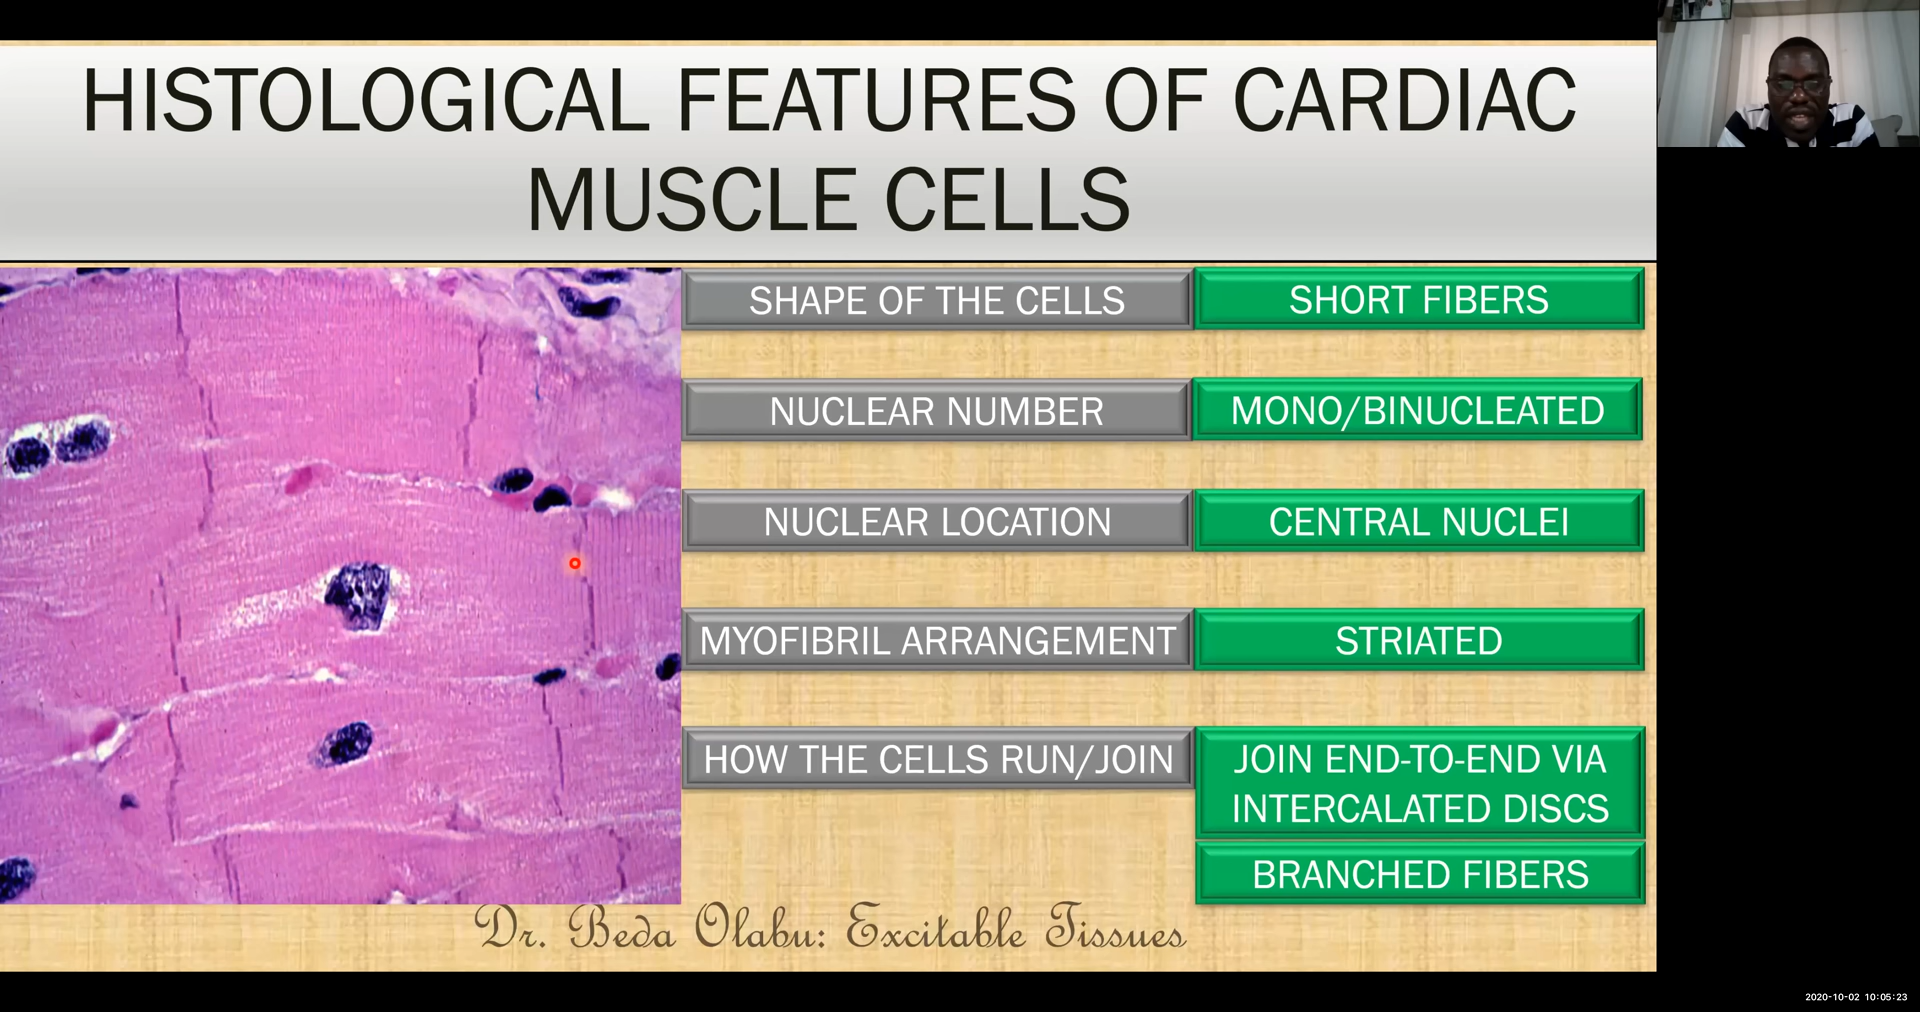 HISTOLOGICAL FEATURES OF CARDIAC
MUSCLE CELLS
SHAPE OF THE CELLS
SHORT FIBERS
NUCLEAR NUMBER
MONO/BINUCLEATED
NUCLEAR LOCATION
CENTRAL NUCLEI
MYOFIBRIL ARRANGEMENT
STRIATED
HOW THE CELLS RUN/JOIN
JOIN END-TO-END VIA
INTERCALATED DISCS
BRANCHED FIBERS
Dr. Beda Olabu: Excitable Tissues
2020-10-02 10:05:23